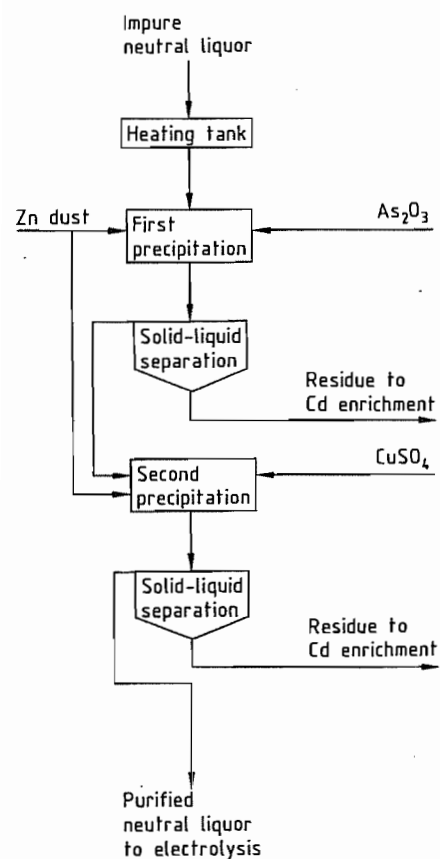 Impure
neutral liquor
Heating tank
Zn dust
As₂O₃
First
precipitation
Solid-liquid
separation
Residue to
Cd enrichment
CuSO₄
Second
precipitation
Solid-liquid
separation
Residue to
Cd enrichment
Purified
neutral liquor
to electrolysis